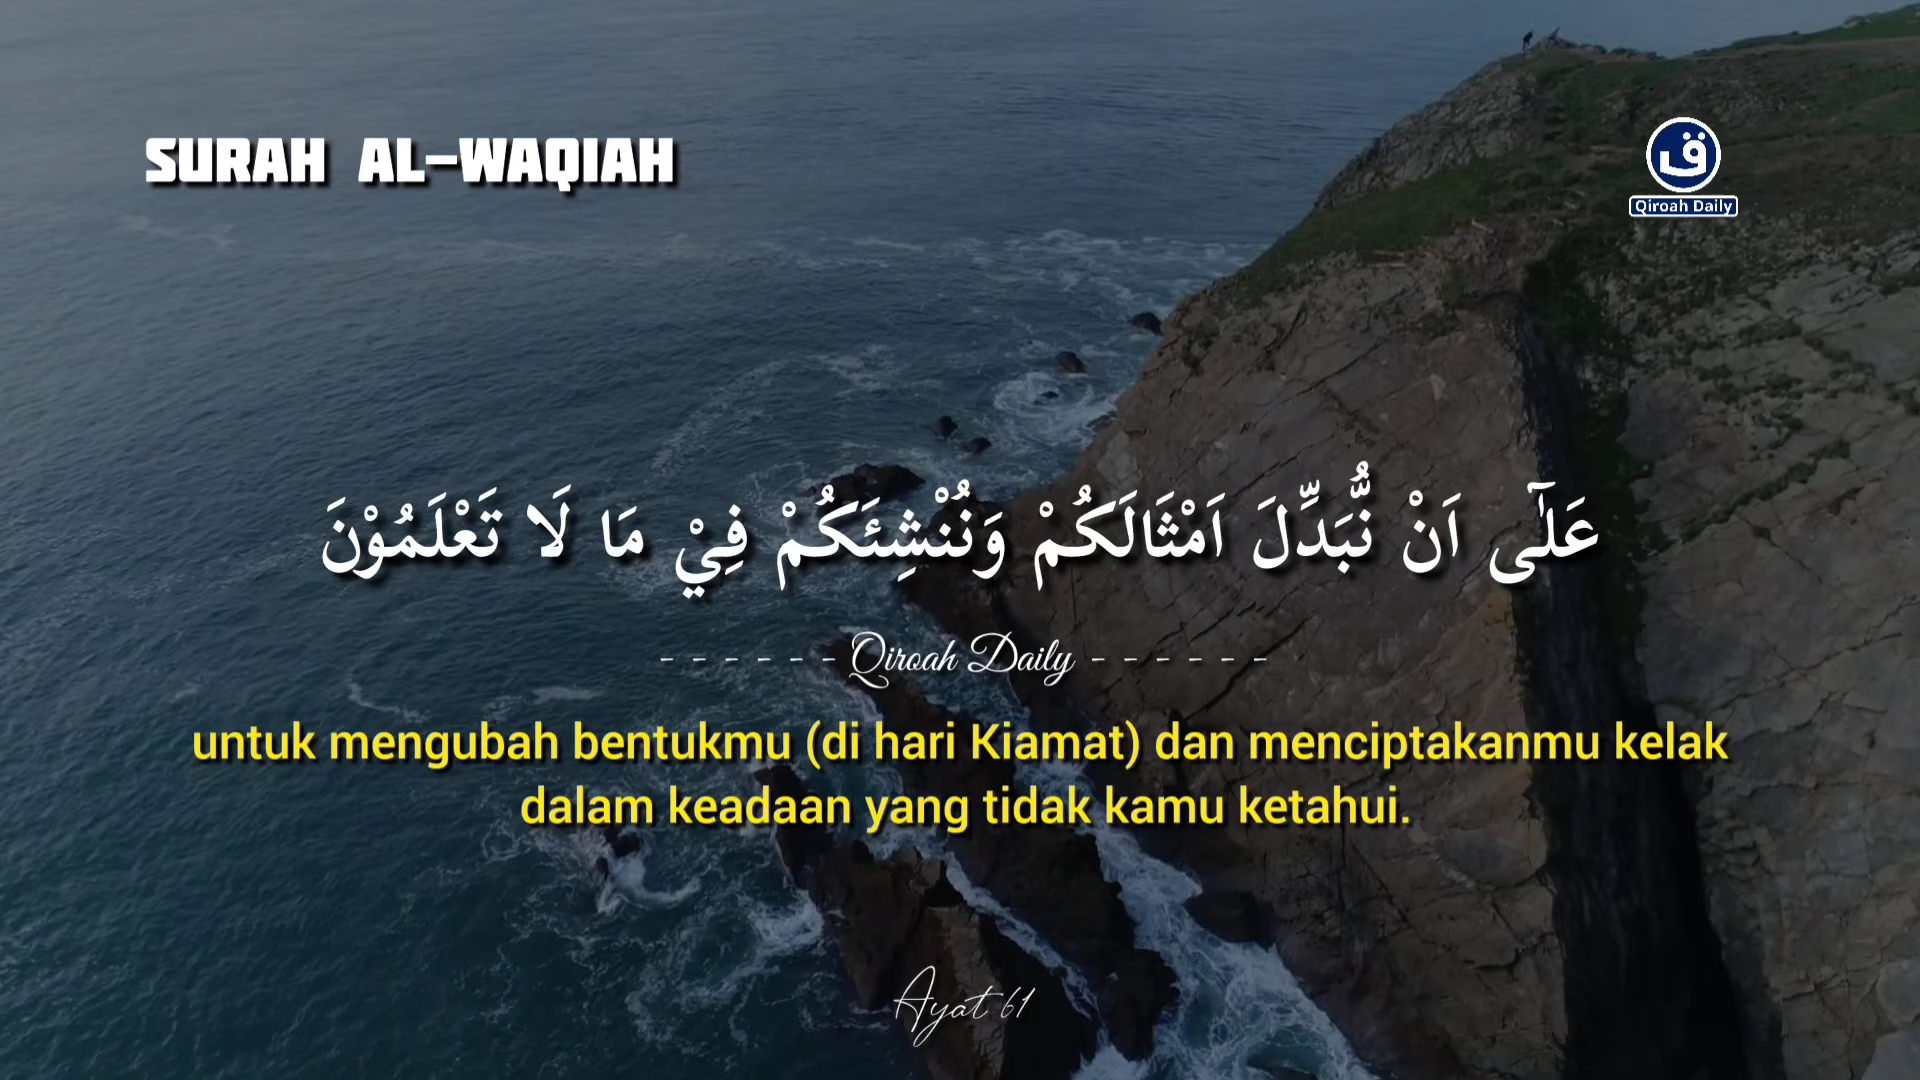 SURAH AL-WAQIAH
ق
Qiroah Daily
عَلٰٓى اَنْ نُّبَدِّلَ اَمْثَالَكُمْ وَنُنْشِئَكُمْ فِيْ مَا لَا تَعْلَمُوْنَ
- - - - - - Qiroah Daily - - - - - -
untuk mengubah bentukmu (di hari Kiamat) dan menciptakanmu kelak
dalam keadaan yang tidak kamu ketahui.
Ayat 61